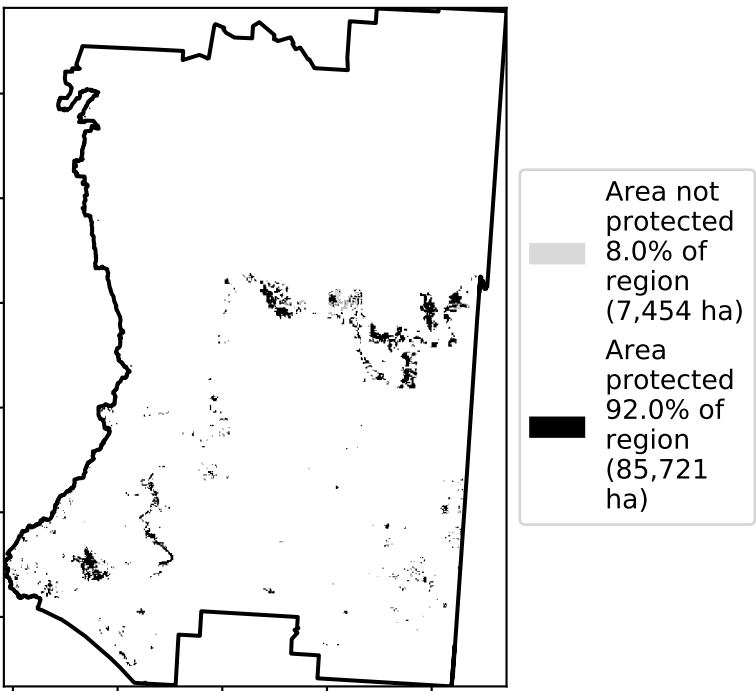 Area not
protected
8.0% of
region
(7,454 ha)
Area
protected
92.0% of
region
(85,721
ha)